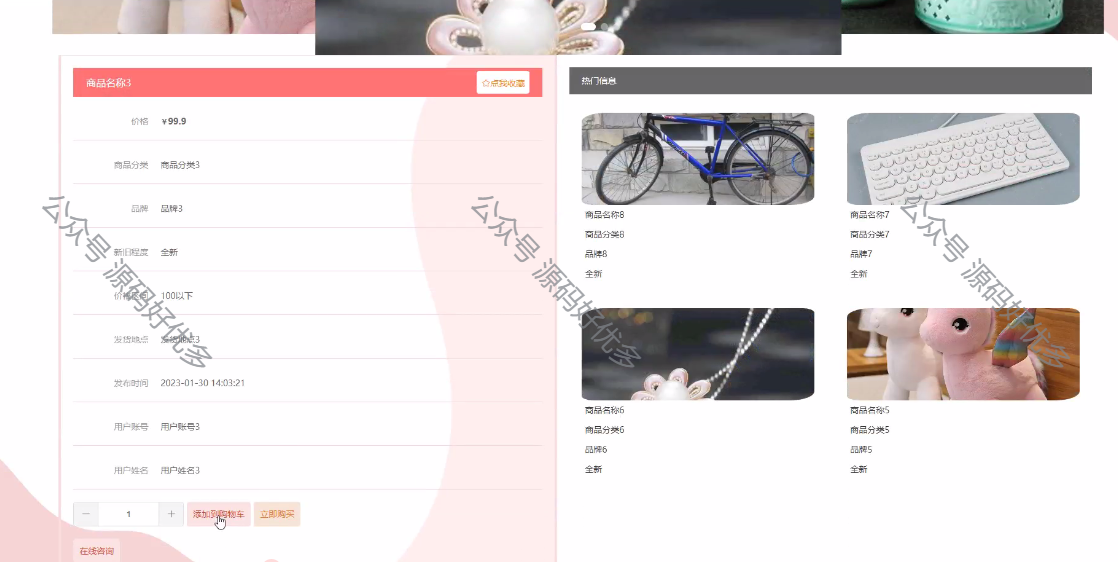 商品名称3
☆点我收藏
价格 ¥99.9
商品分类 商品分类3
品牌 品牌3
新旧程度 全新
价格区间 100以下
发货地点 发货地点3
发布时间 2023-01-30 14:03:21
用户账号 用户账号3
用户姓名 用户姓名3
− 1 + 添加到购物车 立即购买
在线咨询
热门信息
商品名称8
商品分类8
品牌8
全新
商品名称7
商品分类7
品牌7
全新
商品名称6
商品分类6
品牌6
全新
商品名称5
商品分类5
品牌5
全新
公众号 源码好优多
公众号 源码好优多
公众号 源码好优多